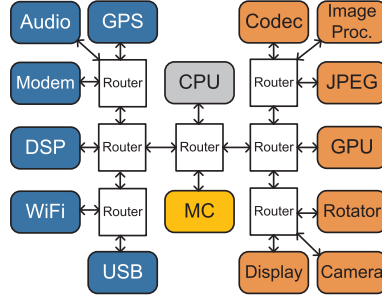 Audio
GPS
Codec
Image
Proc.
Modem
Router
CPU
Router
JPEG
DSP
Router
Router
Router
GPU
WiFi
Router
MC
Router
Rotator
USB
Display
Camera